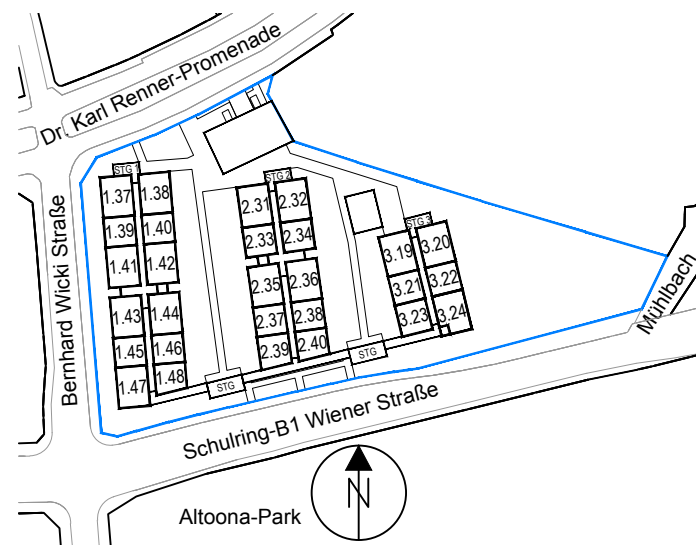 Dr. Karl Renner-Promenade
Bernhard Wicki Straße
STG 1
1.37 1.38
1.39 1.40
1.41 1.42
1.43 1.44
1.45 1.46
1.47 1.48
STG 2
2.31 2.32
2.33 2.34
2.35 2.36
2.37 2.38
2.39 2.40
STG 3
3.19 3.20
3.21 3.22
3.23 3.24
STG
STG
Mühlbach
Schulring-B1 Wiener Straße
Altoona-Park
N